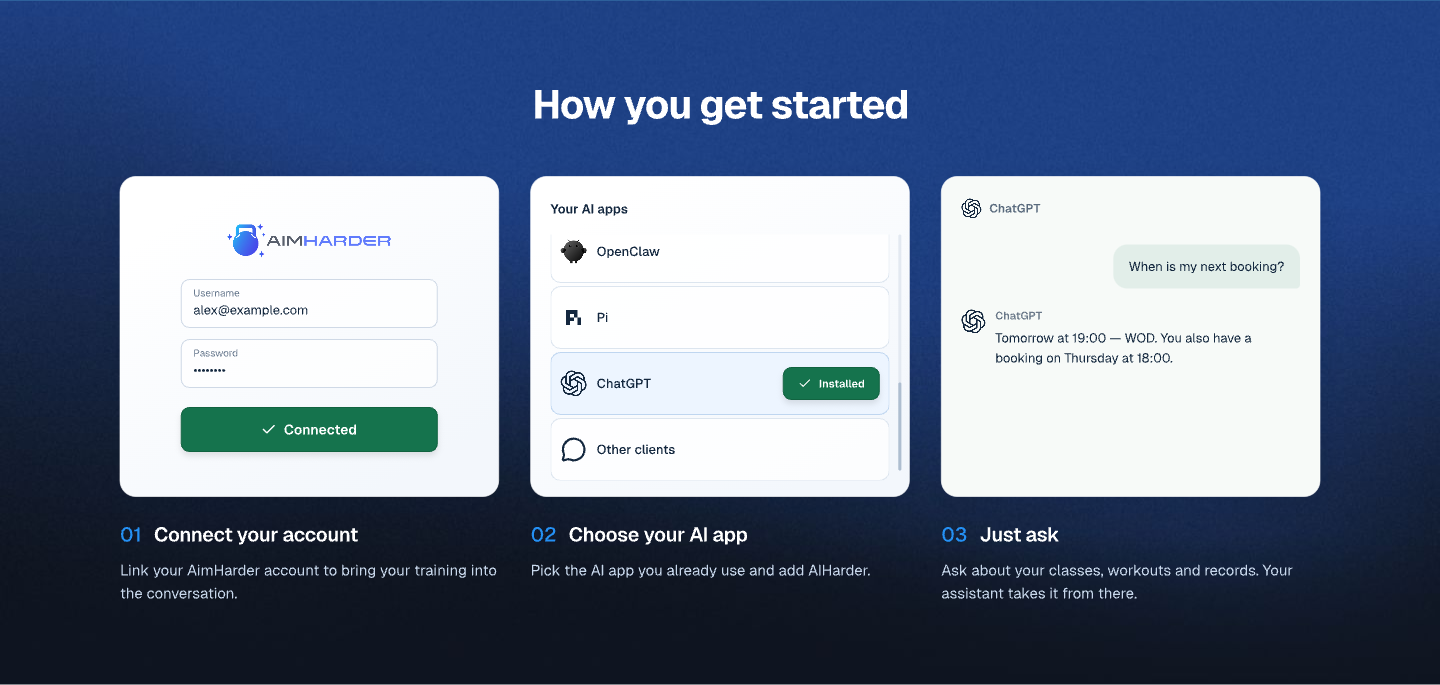 How you get started
AIMHARDER
Username
alex@example.com
Password
••••••••
Connected
Your AI apps
OpenClaw
Pi
ChatGPT
Installed
Other clients
ChatGPT
When is my next booking?
ChatGPT
Tomorrow at 19:00 — WOD. You also have a
booking on Thursday at 18:00.
01 Connect your account
Link your AimHarder account to bring your training into
the conversation.
02 Choose your AI app
Pick the AI app you already use and add AIHarder.
03 Just ask
Ask about your classes, workouts and records. Your
assistant takes it from there.